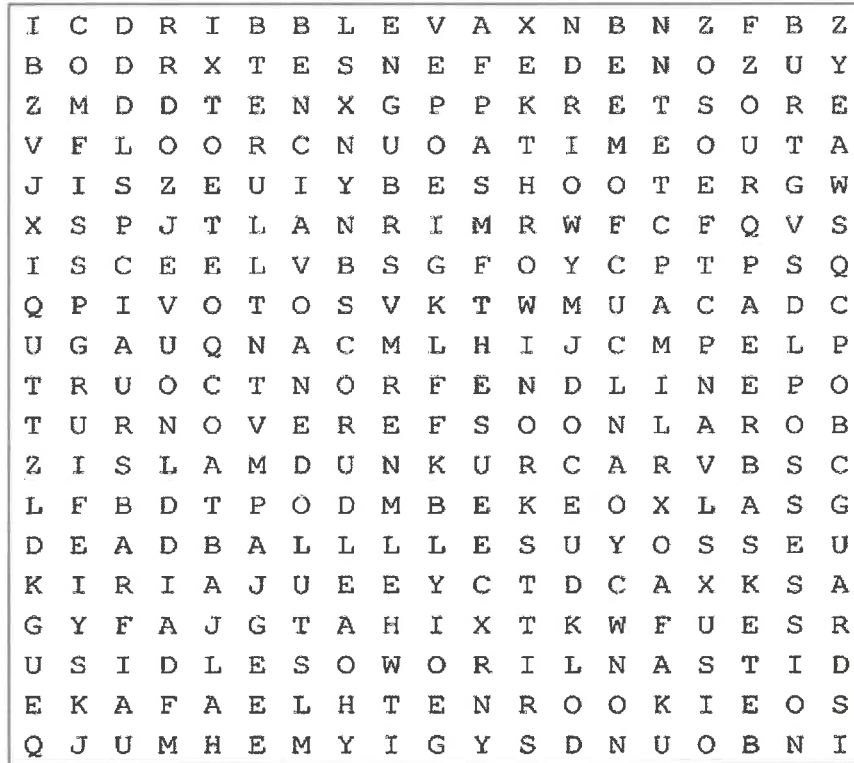 I C D R I B B L E V A X N B N Z F B Z
B O D R X T E S N E F E D E N O Z U Y
Z M D D T E N X G P P K R E T S O R E
V F L O O R C N U O A T I M E O U T A
J I S Z E U I Y B E S H O O T E R G W
X S P J T L A N R I M R W F C F Q V S
I S C E E L V B S G F O Y C P T P S Q
Q P I V O T O S V K T W M U A C A D C
U G A U Q N A C M L H I J C M P E L P
T R U O C T N O R F E N D L I N E P O
T U R N O V E R E F S O O N L A R O B
Z I S L A M D U N K U R C A R V B S C
L F B D T P O D M B E K E O X L A S G
D E A D B A L L L L E S U Y O S S E U
K I R I A J U E E Y C T D C A X K S A
G Y F A J G T A H I X T K W F U E S R
U S I D L E S O W O R I L N A S T I D
E K A F A E L H T E N R O O K I E O S
Q J U M H E M Y I G Y S D N U O B N I